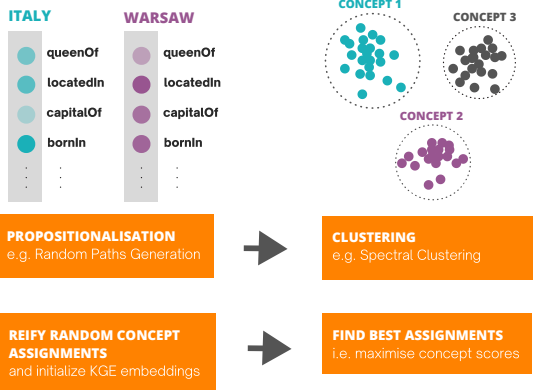 ITALY
WARSAW
queenOf
locatedIn
capitalOf
bornIn
queenOf
locatedIn
capitalOf
bornIn
CONCEPT 1
CONCEPT 3
CONCEPT 2
PROPOSITIONALISATION
e.g. Random Paths Generation
CLUSTERING
e.g. Spectral Clustering
REIFY RANDOM CONCEPT
ASSIGNMENTS
and initialize KGE embeddings
FIND BEST ASSIGNMENTS
i.e. maximise concept scores